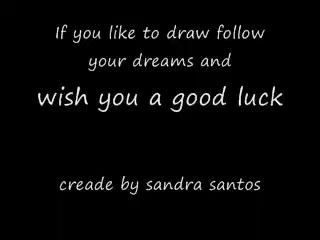 If you like to draw follow
your dreams and
wish you a good luck
creade by sandra santos